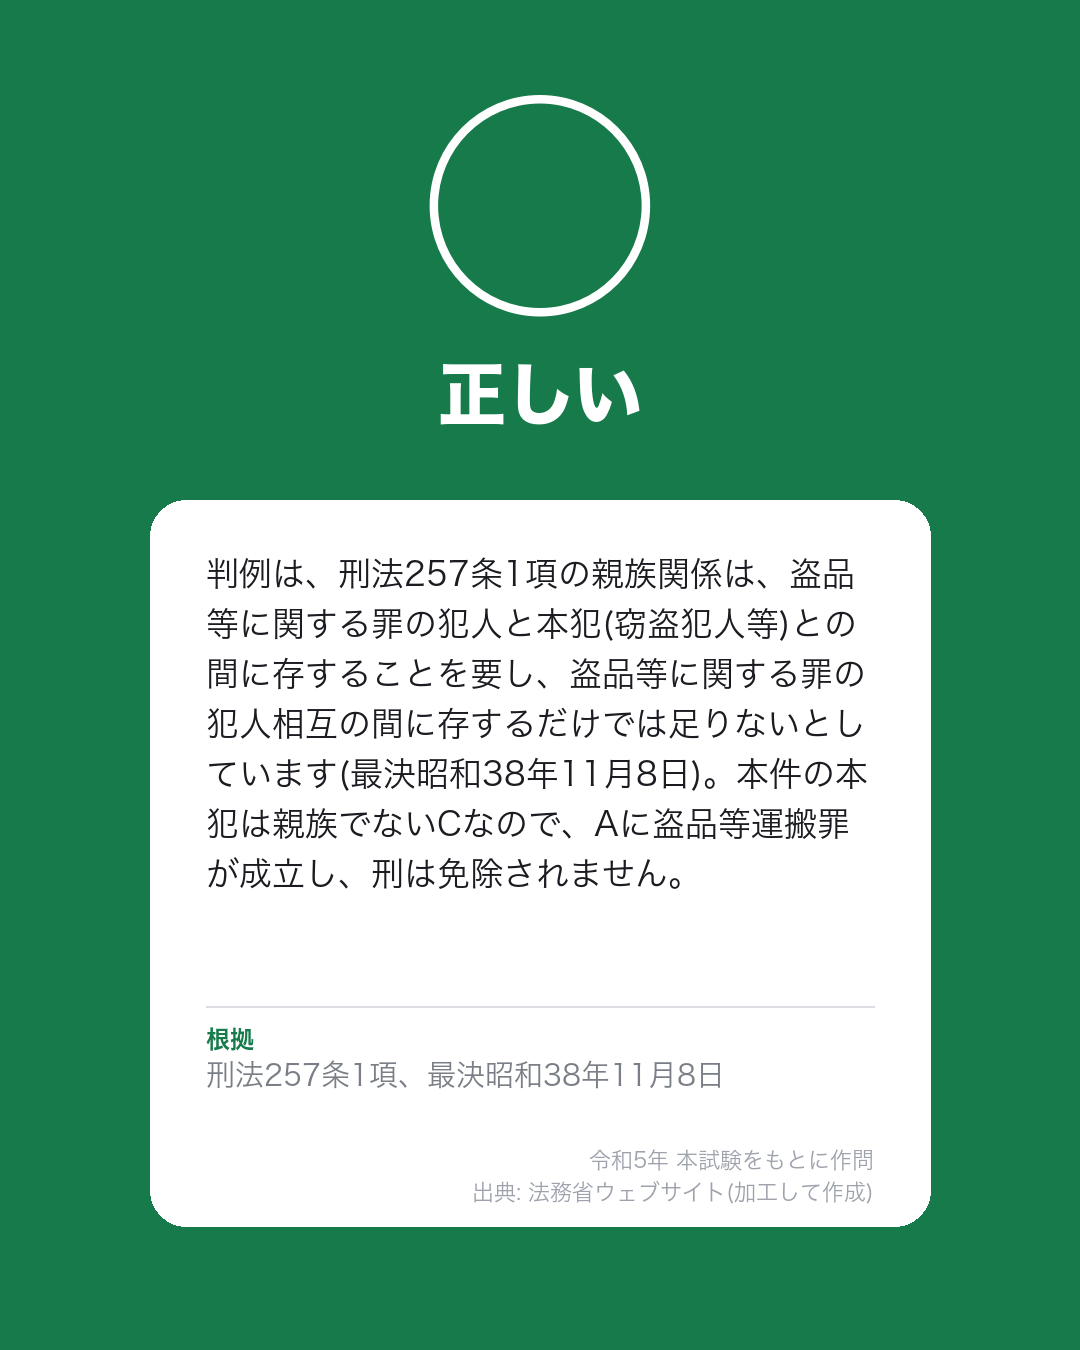 正しい
判例は、刑法257条1項の親族関係は、盗品
等に関する罪の犯人と本犯(窃盗犯人等)との
間に存することを要し、盗品等に関する罪の
犯人相互の間に存するだけでは足りないとし
ています(最決昭和38年11月8日)。本件の本
犯は親族でないCなので、Aに盗品等運搬罪
が成立し、刑は免除されません。
根拠
刑法257条1項、最決昭和38年11月8日
令和5年 本試験をもとに作問
出典: 法務省ウェブサイト(加工して作成)